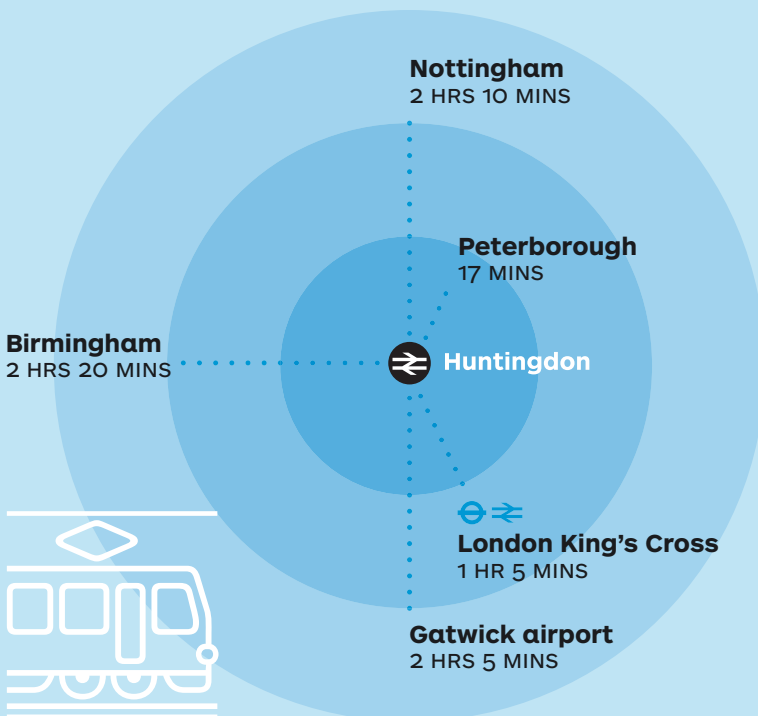 Nottingham
2 HRS 10 MINS
Peterborough
17 MINS
Birmingham
2 HRS 20 MINS
Huntingdon
London King's Cross
1 HR 5 MINS
Gatwick airport
2 HRS 5 MINS